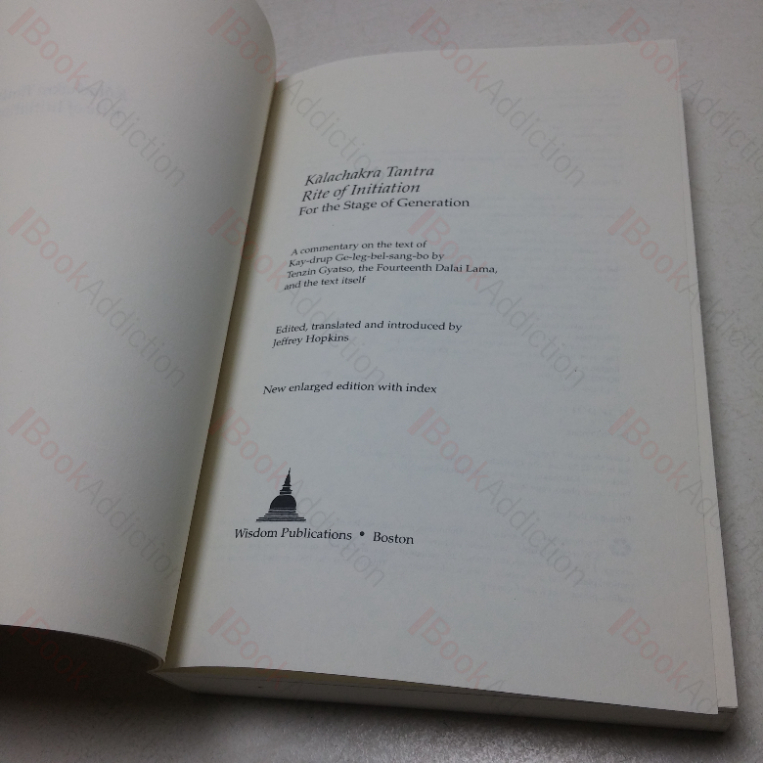 Kālachakra Tantra
Rite of Initiation
For the Stage of Generation
A commentary on the text of
Kay-drup Ge-leg-bel-sang-bo by
Tenzin Gyatso, the Fourteenth Dalai Lama,
and the text itself
Edited, translated and introduced by
Jeffrey Hopkins
New enlarged edition with index
Wisdom Publications • Boston
BookAddiction